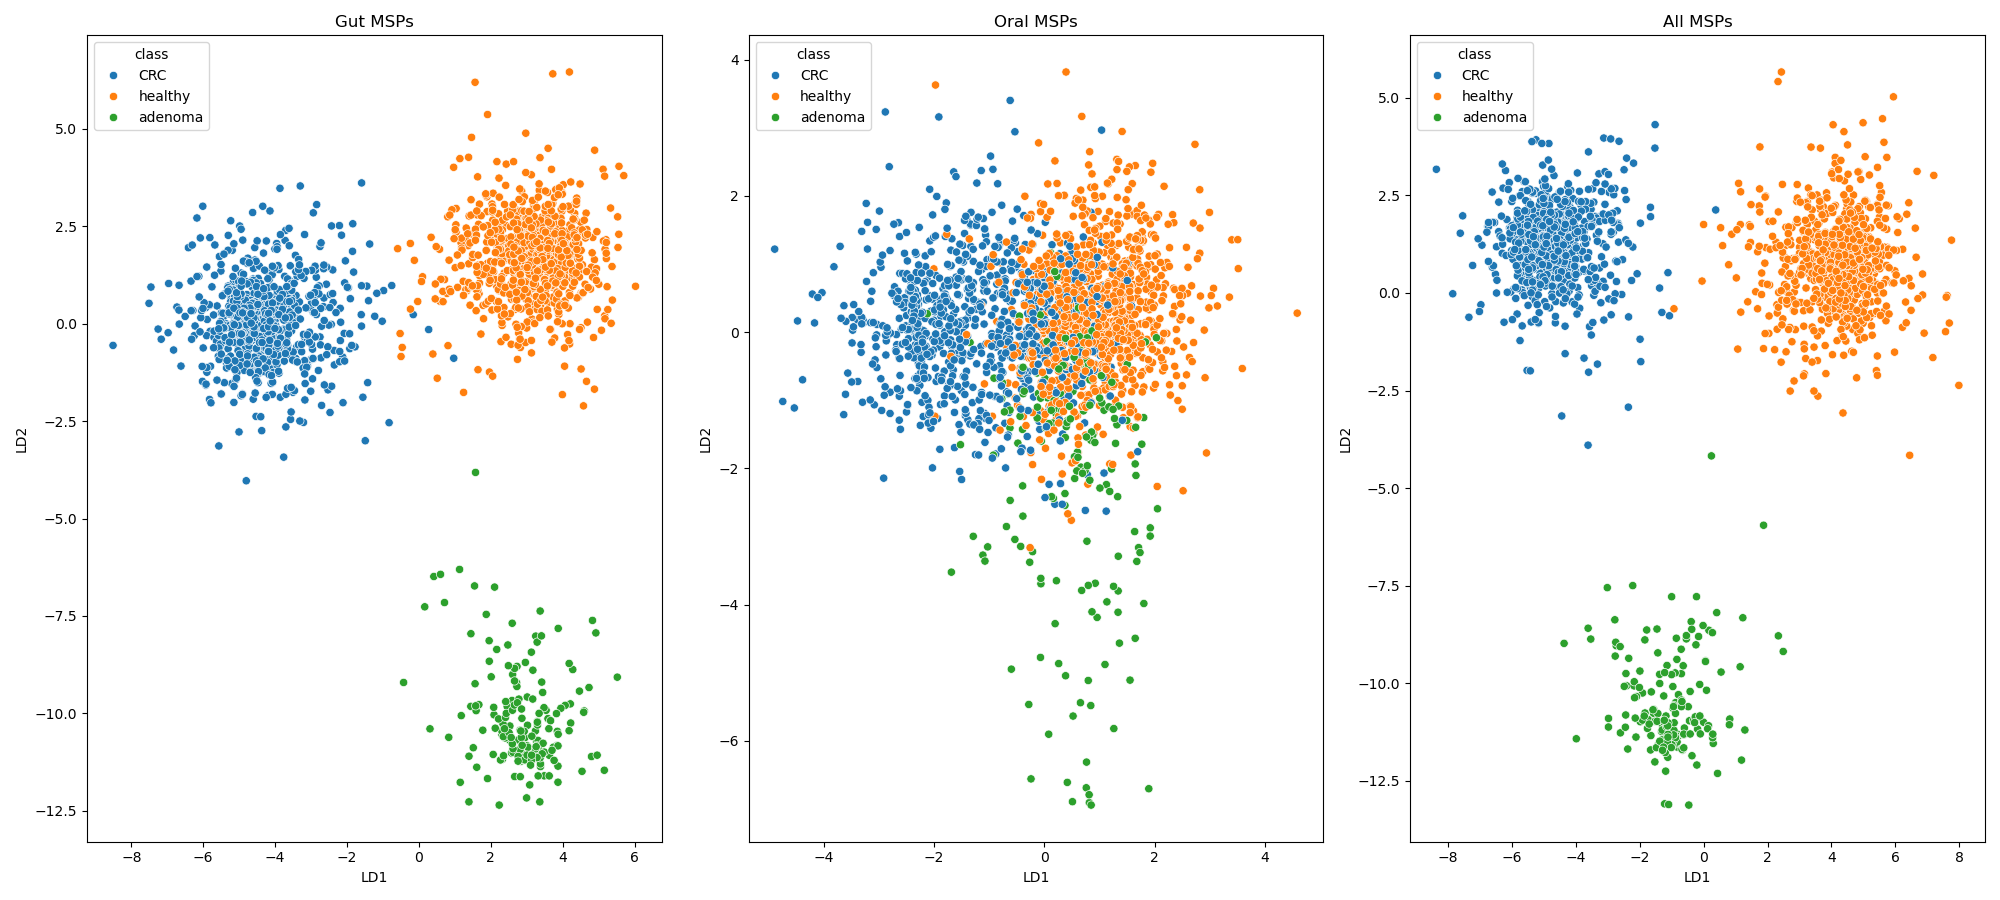 Gut MSPs
class
CRC
healthy
adenoma
5.0
2.5
0.0
−2.5
−5.0
−7.5
−10.0
−12.5
LD2
−8 −6 −4 −2 0 2 4 6
LD1
Oral MSPs
class
CRC
healthy
adenoma
4
2
0
−2
−4
−6
LD2
−4 −2 0 2 4
LD1
All MSPs
class
CRC
healthy
adenoma
5.0
2.5
0.0
−2.5
−5.0
−7.5
−10.0
−12.5
LD2
−8 −6 −4 −2 0 2 4 6 8
LD1